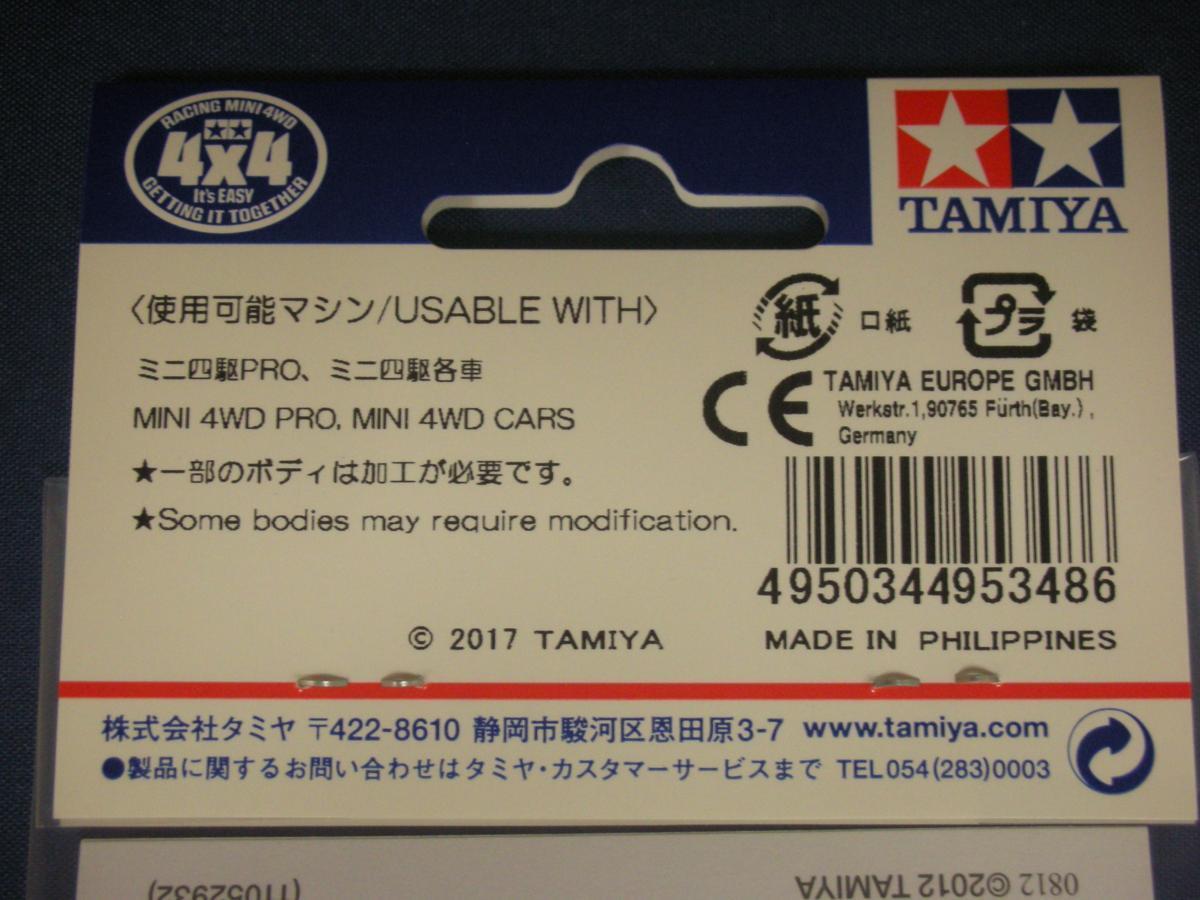 RACING MINI 4WD
4x4
It's EASY
GETTING IT TOGETHER
TAMIYA
〈使用可能マシン/USABLE WITH〉
ミニ四駆PRO、ミニ四駆各車
MINI 4WD PRO, MINI 4WD CARS
★一部のボディは加工が必要です。
★Some bodies may require modification.
紙 口紙 プラ 袋
CE TAMIYA EUROPE GMBH
Werkstr.1,90765 Fürth(Bay.),
Germany
4950344953486
© 2017 TAMIYA MADE IN PHILIPPINES
株式会社タミヤ 〒422-8610 静岡市駿河区恩田原3-7 www.tamiya.com
●製品に関するお問い合わせはタミヤ・カスタマーサービスまで TEL054(283)0003
0812 ©2012 TAMIYA (11052932)